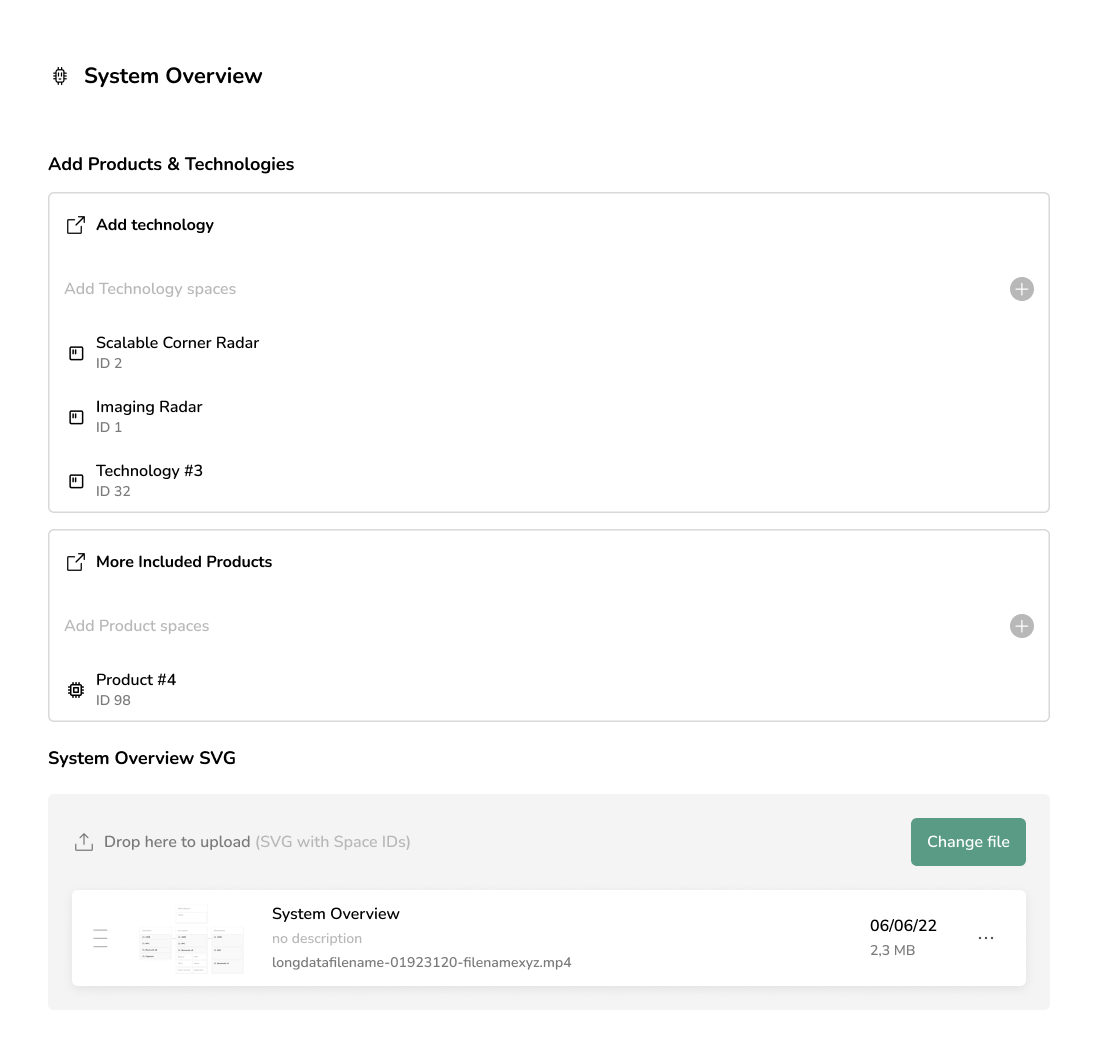 System Overview
Add Products & Technologies
Add technology
Add Technology spaces
Scalable Corner Radar
ID 2
Imaging Radar
ID 1
Technology #3
ID 32
More Included Products
Add Product spaces
Product #4
ID 98
System Overview SVG
Drop here to upload (SVG with Space IDs)
Change file
System Overview
no description
longdatafilename-01923120-filenamexyz.mp4
06/06/22
2,3 MB